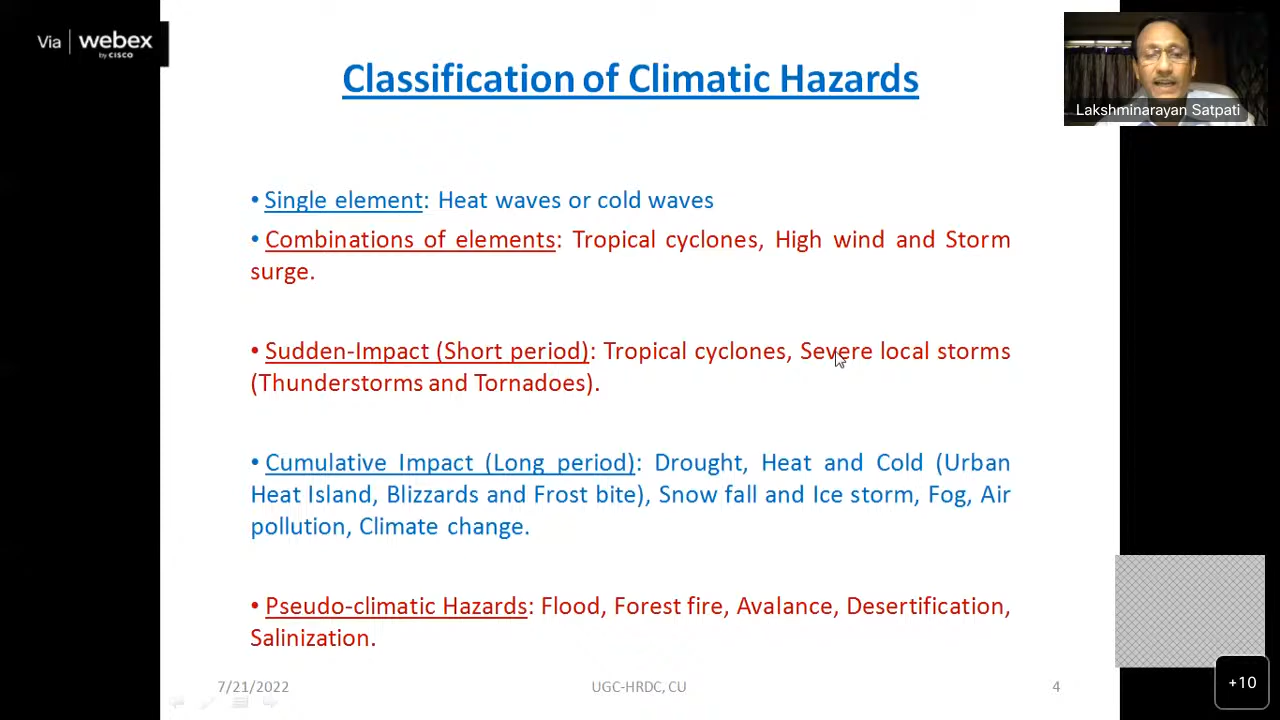 Via | webex
by CISCO
Classification of Climatic Hazards
Lakshminarayan Satpati
• Single element: Heat waves or cold waves
• Combinations of elements: Tropical cyclones, High wind and Storm
surge.
• Sudden-Impact (Short period): Tropical cyclones, Severe local storms
(Thunderstorms and Tornadoes).
• Cumulative Impact (Long period): Drought, Heat and Cold (Urban
Heat Island, Blizzards and Frost bite), Snow fall and Ice storm, Fog, Air
pollution, Climate change.
• Pseudo-climatic Hazards: Flood, Forest fire, Avalance, Desertification,
Salinization.
7/21/2022
UGC-HRDC, CU
4
+10